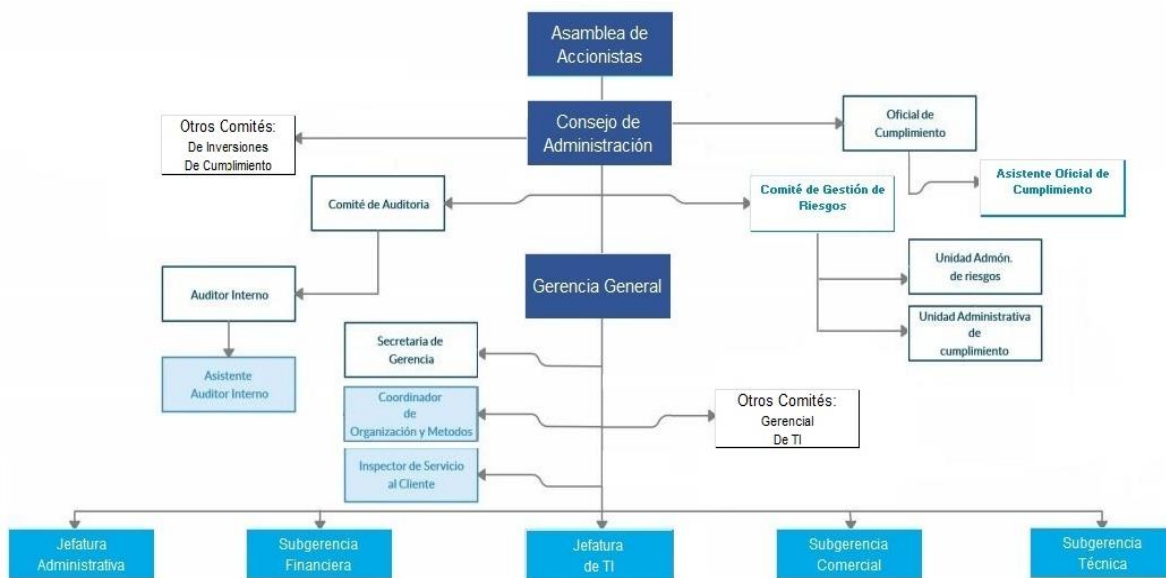 Asamblea de
Accionistas
Consejo de
Administración
Otros Comités:
De Inversiones
De Cumplimiento
Oficial de
Cumplimiento
Asistente Oficial de
Cumplimiento
Comité de Auditoria
Comité de Gestión de
Riesgos
Auditor Interno
Gerencia General
Unidad Admón.
de riesgos
Unidad Administrativa
de
cumplimiento
Secretaria de
Gerencia
Asistente
Auditor Interno
Coordinador
de
Organización y Metodos
Otros Comités:
Gerencial
De TI
Inspector de Servicio
al Cliente
Jefatura
Administrativa
Subgerencia
Financiera
Jefatura
de TI
Subgerencia
Comercial
Subgerencia
Técnica